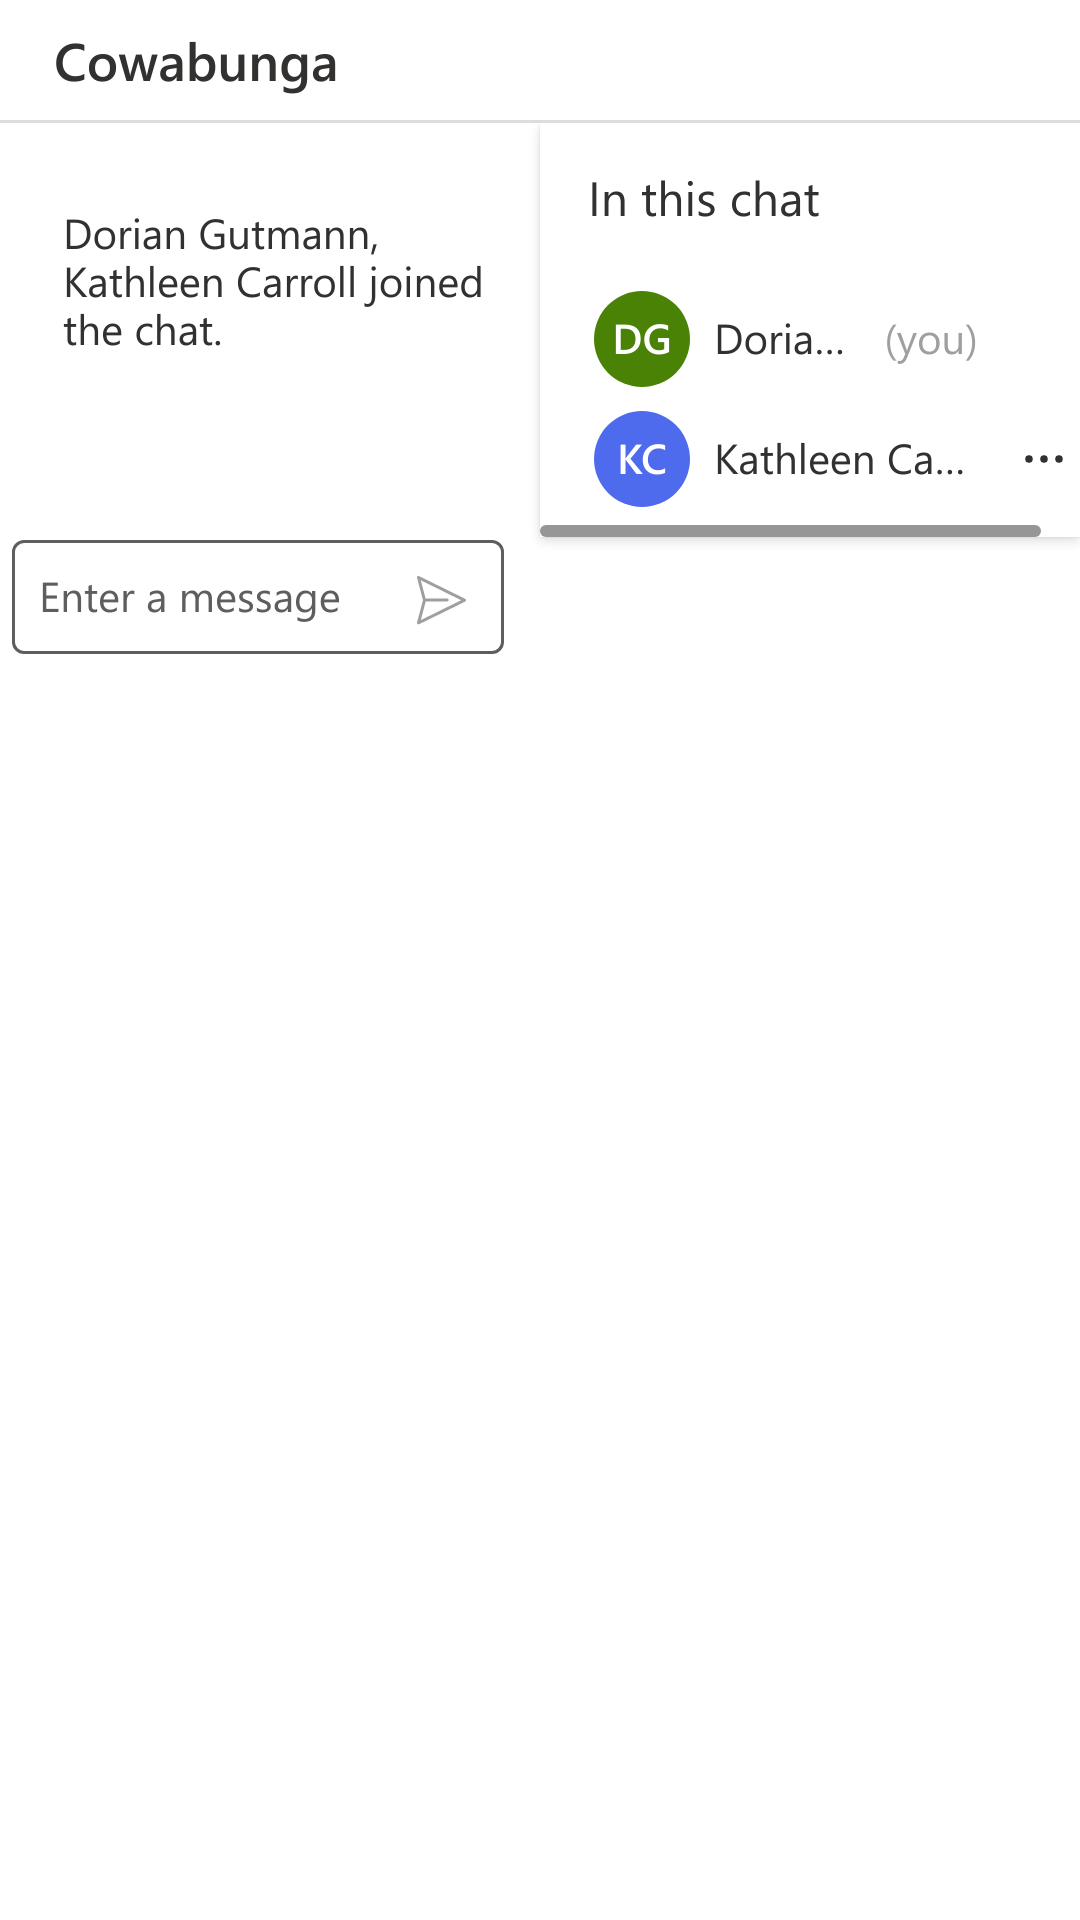 Cowabunga
Dorian Gutmann,
Kathleen Carroll joined
the chat.
Enter a message
In this chat
DG Doria... (you)
KC Kathleen Ca...